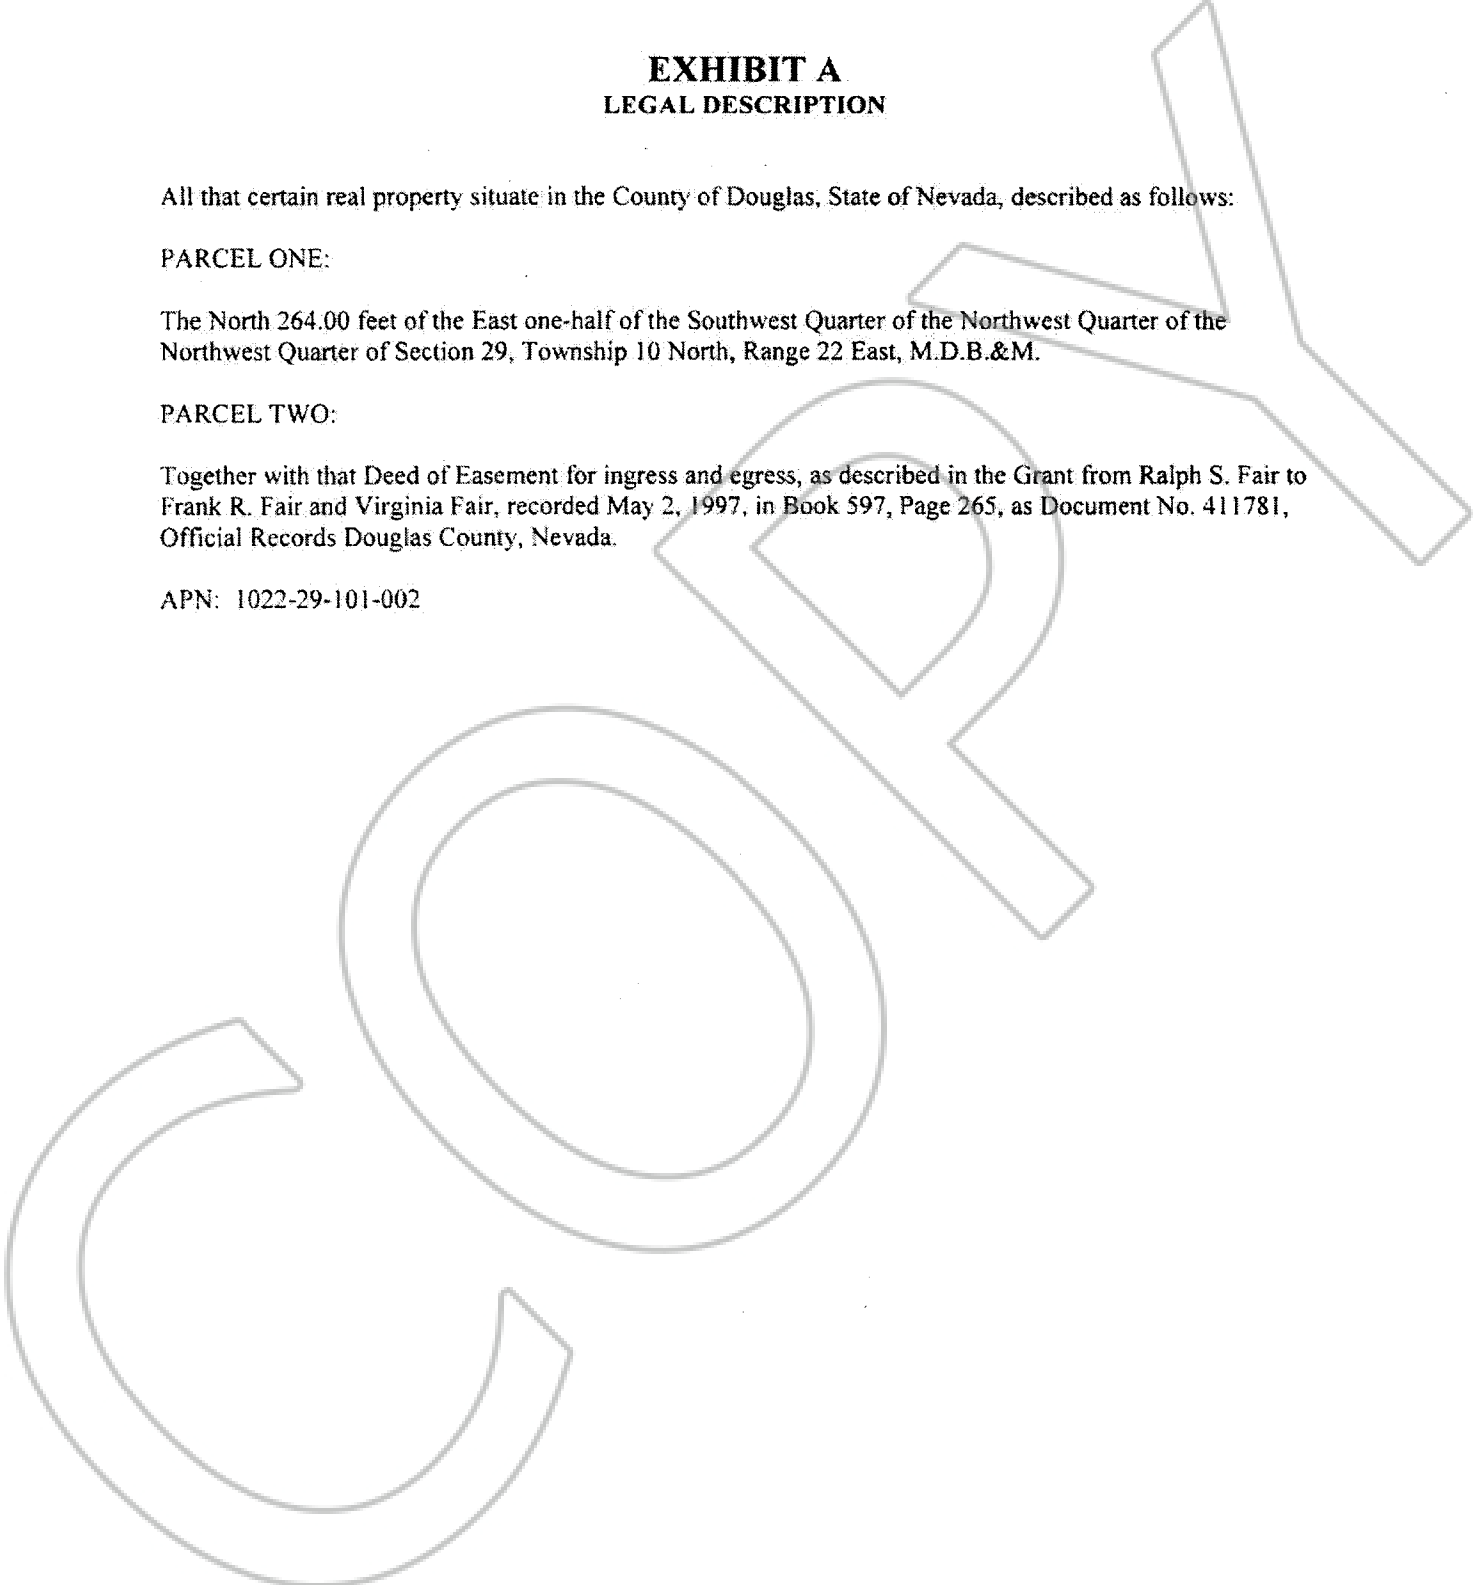 EXHIBIT A
LEGAL DESCRIPTION
All that certain real property situate in the County of Douglas, State of Nevada, described as follows:
PARCEL ONE:
The North 264.00 feet of the East one-half of the Southwest Quarter of the Northwest Quarter of the
Northwest Quarter of Section 29, Township 10 North, Range 22 East, M.D.B.&M.
PARCEL TWO:
Together with that Deed of Easement for ingress and egress, as described in the Grant from Ralph S. Fair to
Frank R. Fair and Virginia Fair, recorded May 2, 1997, in Book 597, Page 265, as Document No. 411781,
Official Records Douglas County, Nevada.
APN: 1022-29-101-002
COPY